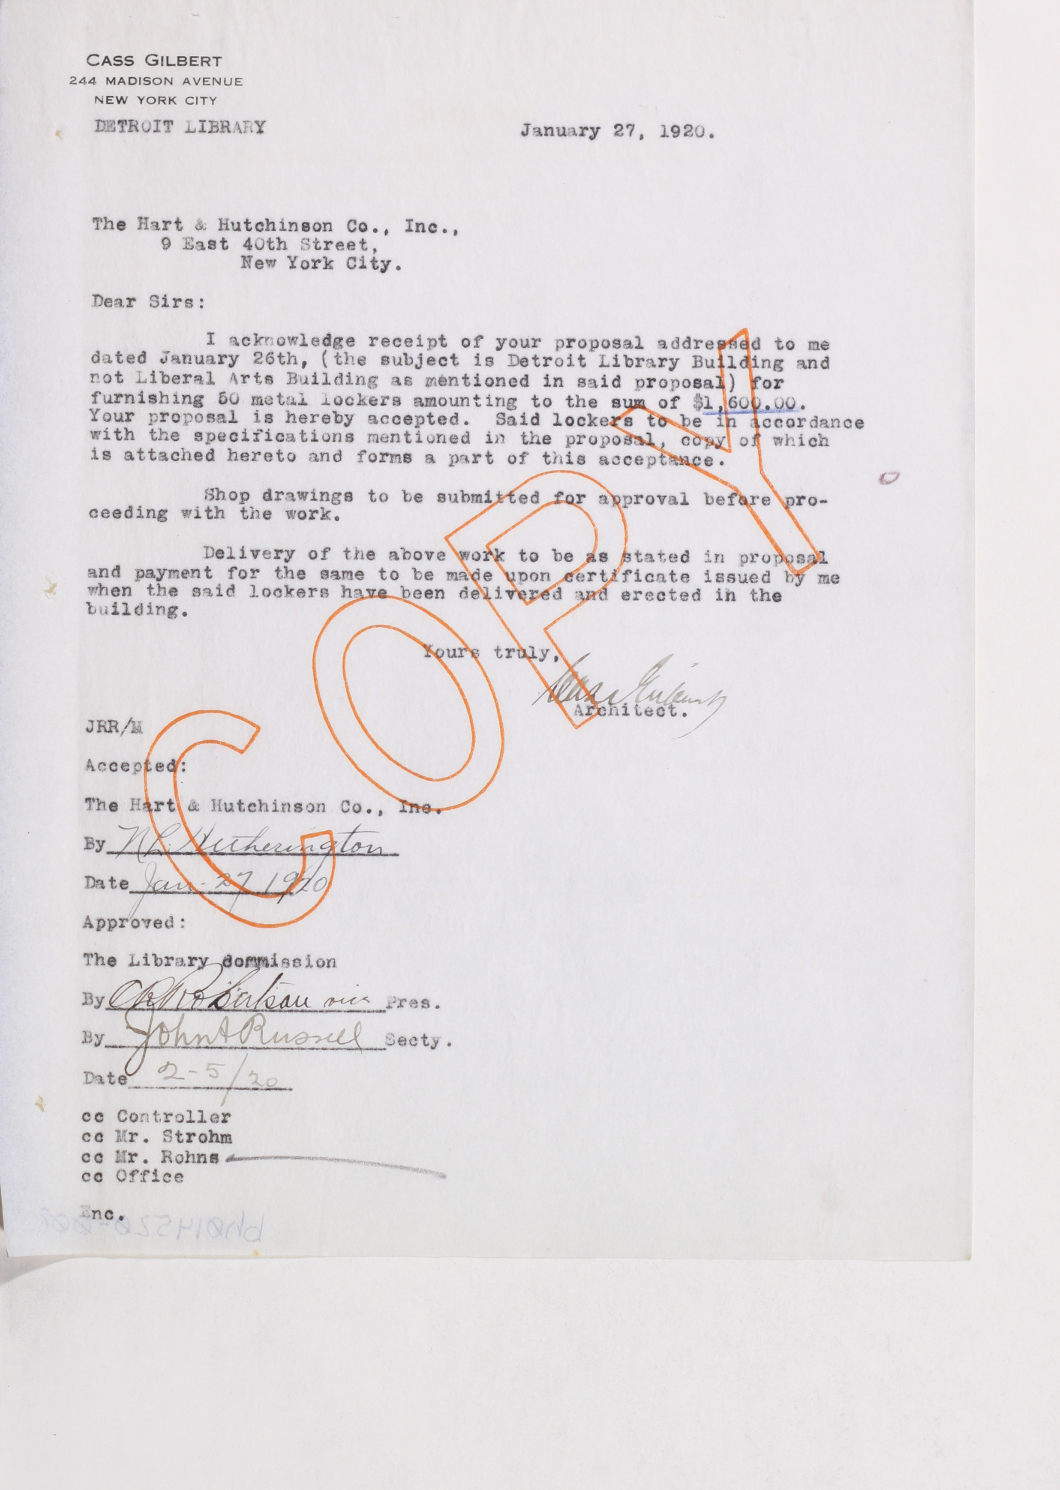 CASS GILBERT
244 MADISON AVENUE
NEW YORK CITY
DETROIT LIBRARY
January 27, 1920.
The Hart & Hutchinson Co., Inc.,
9 East 40th Street,
New York City.
Dear Sirs:
I acknowledge receipt of your proposal addressed to me
dated January 26th, (the subject is Detroit Library Building and
not Liberal Arts Building as mentioned in said proposal) for
furnishing 50 metal lockers amounting to the sum of $1,600.00.
Your proposal is hereby accepted. Said lockers to be in accordance
with the specifications mentioned in the proposal, copy of which
is attached hereto and forms a part of this acceptance.
Shop drawings to be submitted for approval before pro-
ceeding with the work.
Delivery of the above work to be as stated in proposal
and payment for the same to be made upon certificate issued by me
when the said lockers have been delivered and erected in the
building.
Yours truly,
Cass Gilbert
Architect.
COPY
JRR/M
Accepted:
The Hart & Hutchinson Co., Inc.
By N.L. Hetherington
Date Jan. 27 1920
Approved:
The Library Commission
By Robertson vice Pres.
By John A Russell Secty.
Date 2-5/20
cc Controller
cc Mr. Strohm
cc Mr. Rohns
cc Office
Enc.